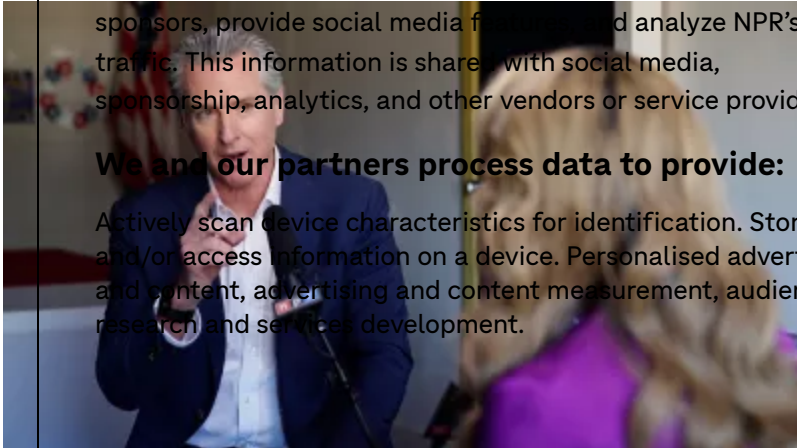 sponsors, provide social media features, and analyze NPR’s
traffic. This information is shared with social media,
sponsorship, analytics, and other vendors or service provid
We and our partners process data to provide:
Actively scan device characteristics for identification. Stor
and/or access information on a device. Personalised advert
and content, advertising and content measurement, audien
research and services development.